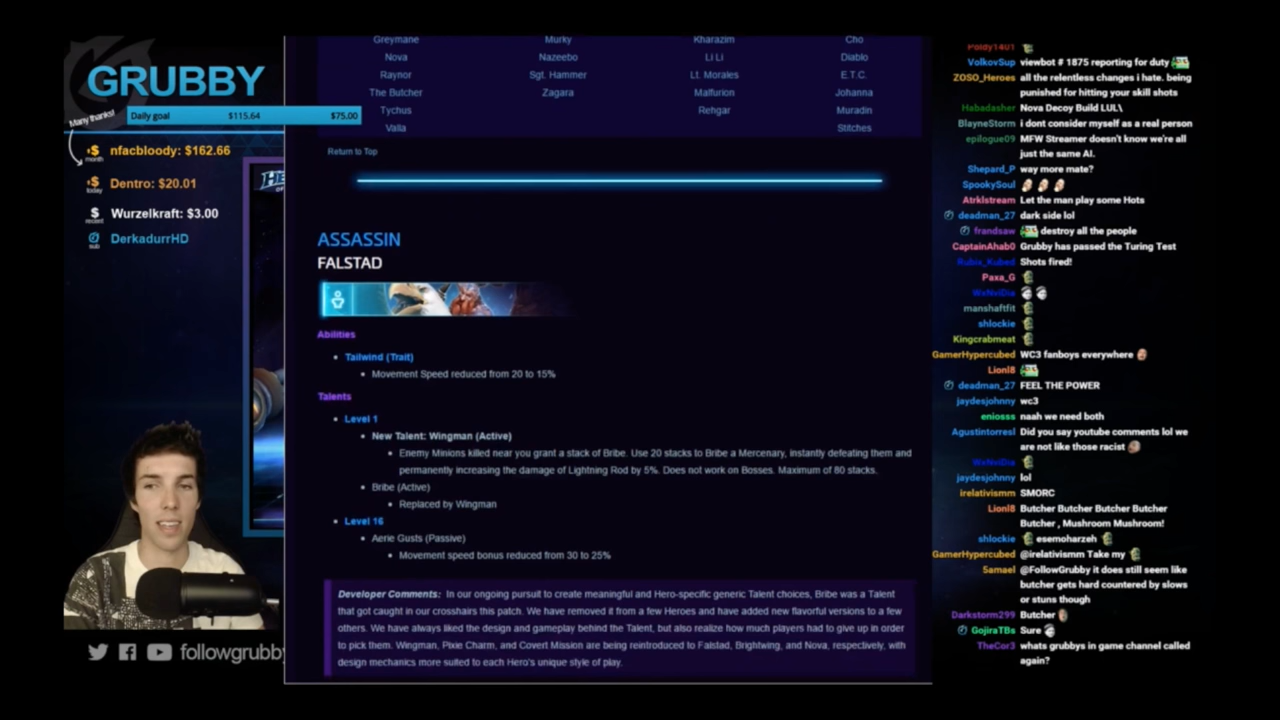 GRUBBY
Many thanks!
Daily goal $115.64 $75.00
month nfacbloody: $162.66
today Dentro: $20.01
recent Wurzelkraft: $3.00
sub DerkadurrHD
followgrubby
Greymane Murky Kharazim Cho
Nova Nazeebo Li Li Diablo
Raynor Sgt. Hammer Lt. Morales E.T.C.
The Butcher Zagara Malfurion Johanna
Tychus Rehgar Muradin
Valla Stitches
Return to Top
ASSASSIN
FALSTAD
Abilities
Tailwind (Trait)
Movement Speed reduced from 20 to 15%
Talents
Level 1
New Talent: Wingman (Active)
Enemy Minions killed near you grant a stack of Bribe. Use 20 stacks to Bribe a Mercenary, instantly defeating them and
permanently increasing the damage of Lightning Rod by 5%. Does not work on Bosses. Maximum of 80 stacks.
Bribe (Active)
Replaced by Wingman
Level 16
Aerie Gusts (Passive)
Movement speed bonus reduced from 30 to 25%
Developer Comments: In our ongoing pursuit to create meaningful and Hero-specific generic Talent choices, Bribe was a Talent
that got caught in our crosshairs this patch. We have removed it from a few Heroes and have added new flavorful versions to a few
others. We have always liked the design and gameplay behind the Talent, but also realize how much players had to give up in order
to pick them. Wingman, Pixie Charm, and Covert Mission are being reintroduced to Falstad, Brightwing, and Nova, respectively, with
design mechanics more suited to each Hero's unique style of play.
Poldy1401
VolkovSup viewbot # 1875 reporting for duty
ZOSO_Heroes all the relentless changes i hate. being
punished for hitting your skill shots
Habadasher Nova Decoy Build LUL\
BlayneStorm i dont consider myself as a real person
epilogue09 MFW Streamer doesn't know we're all
just the same AI.
Shepard_P way more mate?
SpookySoul
Atrklstream Let the man play some Hots
deadman_27 dark side lol
frandsaw destroy all the people
CaptainAhab0 Grubby has passed the Turing Test
Rubix_Kubed Shots fired!
Paxa_G
WxNviDia
manshaftfit
shlockie
Kingcrabmeat
GamerHypercubed WC3 fanboys everywhere
Lionl8
deadman_27 FEEL THE POWER
jaydesjohnny wc3
eniosss naah we need both
Agustintorresl Did you say youtube comments lol we
are not like those racist
WxNviDia
jaydesjohnny lol
irelativismm SMORC
Lionl8 Butcher Butcher Butcher Butcher
Butcher , Mushroom Mushroom!
shlockie esemoharzeh
GamerHypercubed @irelativismm Take my
5amael @FollowGrubby it does still seem like
butcher gets hard countered by slows
or stuns though
Darkstorm299 Butcher
GojiraTBs Sure
TheCor3 whats grubbys in game channel called
again?